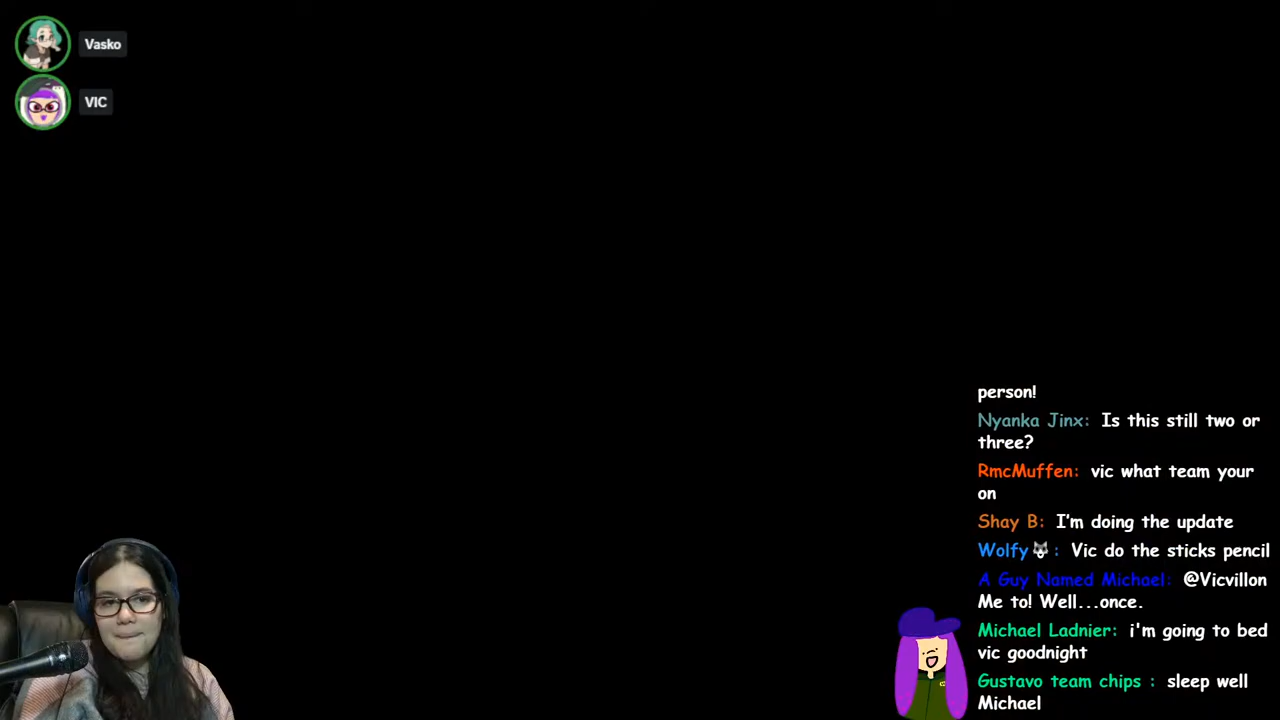 Vasko
VIC
person!
Nyanka Jinx: Is this still two or
three?
RmcMuffen: vic what team your
on
Shay B: I'm doing the update
Wolfy🐺: Vic do the sticks pencil
A Guy Named Michael: @Vicvillon
Me to! Well...once.
Michael Ladnier: i'm going to bed
vic goodnight
Gustavo team chips : sleep well
Michael